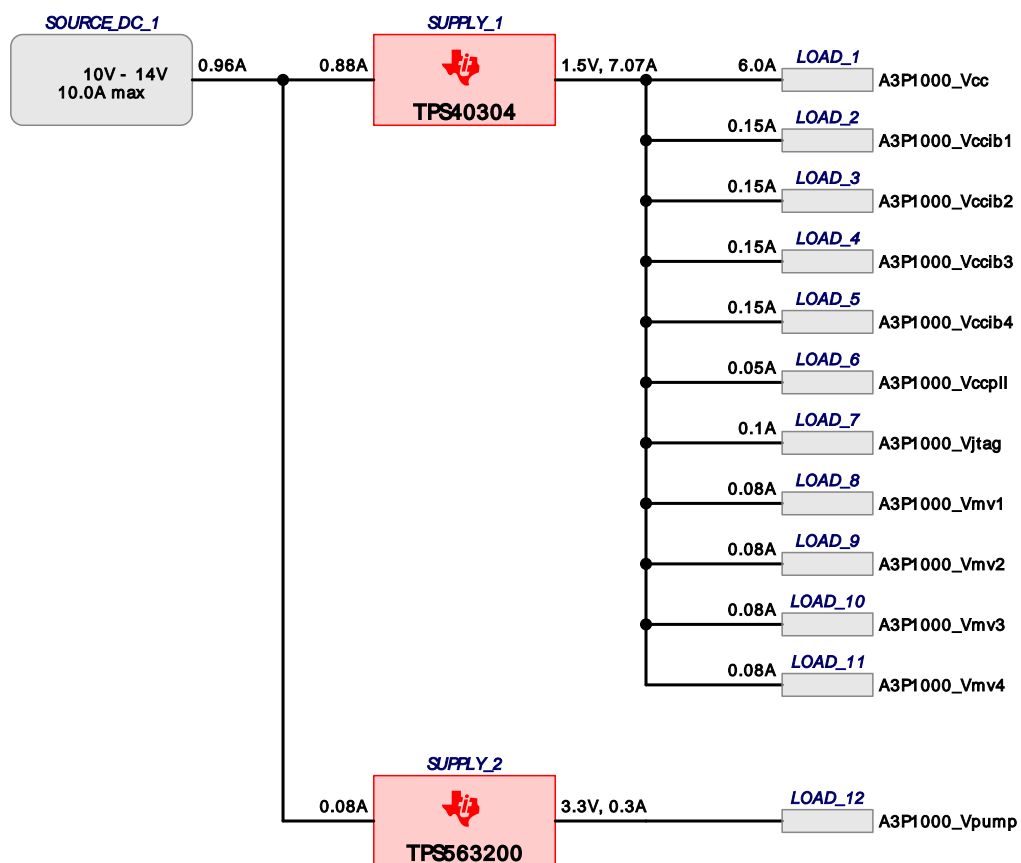 SOURCE_DC_1
10V - 14V
10.0A max
0.96A
0.88A
SUPPLY_1
TPS40304
1.5V, 7.07A
6.0A
LOAD_1
A3P1000_Vcc
0.15A
LOAD_2
A3P1000_Vccib1
0.15A
LOAD_3
A3P1000_Vccib2
0.15A
LOAD_4
A3P1000_Vccib3
0.15A
LOAD_5
A3P1000_Vccib4
0.05A
LOAD_6
A3P1000_Vccpll
0.1A
LOAD_7
A3P1000_Vjtag
0.08A
LOAD_8
A3P1000_Vmv1
0.08A
LOAD_9
A3P1000_Vmv2
0.08A
LOAD_10
A3P1000_Vmv3
0.08A
LOAD_11
A3P1000_Vmv4
0.08A
SUPPLY_2
TPS563200
3.3V, 0.3A
LOAD_12
A3P1000_Vpump